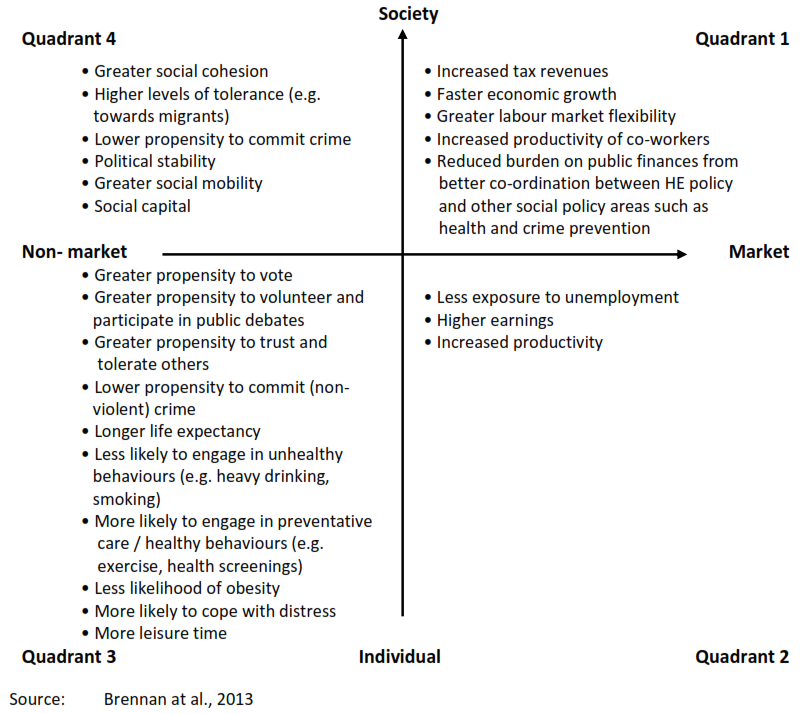 Society
Quadrant 4
Quadrant 1
• Greater social cohesion
• Higher levels of tolerance (e.g.
towards migrants)
• Lower propensity to commit crime
• Political stability
• Greater social mobility
• Social capital
• Increased tax revenues
• Faster economic growth
• Greater labour market flexibility
• Increased productivity of co-workers
• Reduced burden on public finances from
better co-ordination between HE policy
and other social policy areas such as
health and crime prevention
Non- market
Market
• Greater propensity to vote
• Greater propensity to volunteer and
participate in public debates
• Greater propensity to trust and
tolerate others
• Lower propensity to commit (non-
violent) crime
• Longer life expectancy
• Less likely to engage in unhealthy
behaviours (e.g. heavy drinking,
smoking)
• More likely to engage in preventative
care / healthy behaviours (e.g.
exercise, health screenings)
• Less likelihood of obesity
• More likely to cope with distress
• More leisure time
• Less exposure to unemployment
• Higher earnings
• Increased productivity
Quadrant 3
Individual
Quadrant 2
Source: Brennan at al., 2013